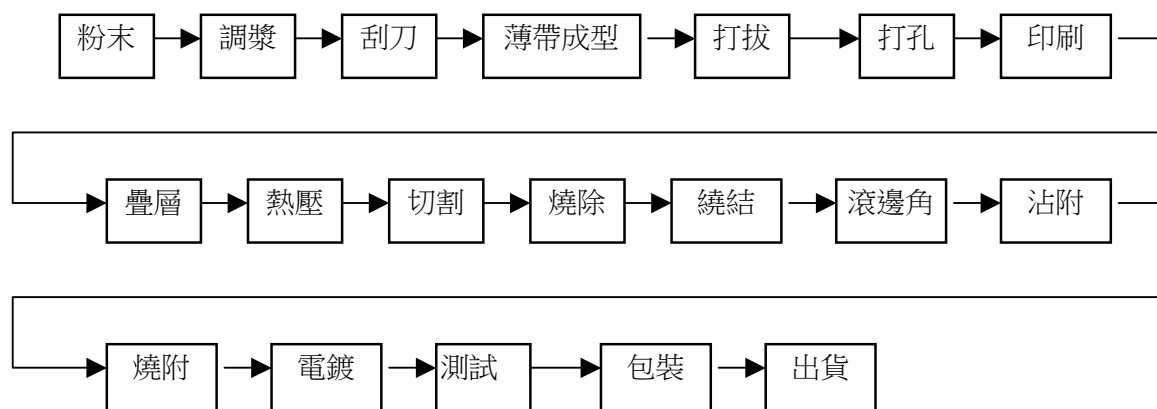 粉末 調漿 刮刀 薄帶成型 打拔 打孔 印刷
疊層 熱壓 切割 燒除 繞結 滾邊角 沾附
燒附 電鍍 測試 包裝 出貨